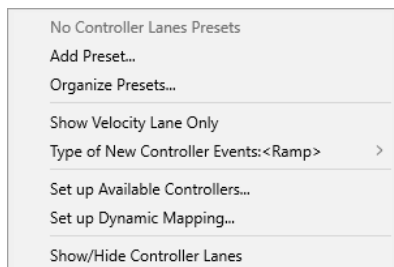 No Controller Lanes Presets
Add Preset...
Organize Presets...
Show Velocity Lane Only
Type of New Controller Events:<Ramp>
Set up Available Controllers...
Set up Dynamic Mapping...
Show/Hide Controller Lanes